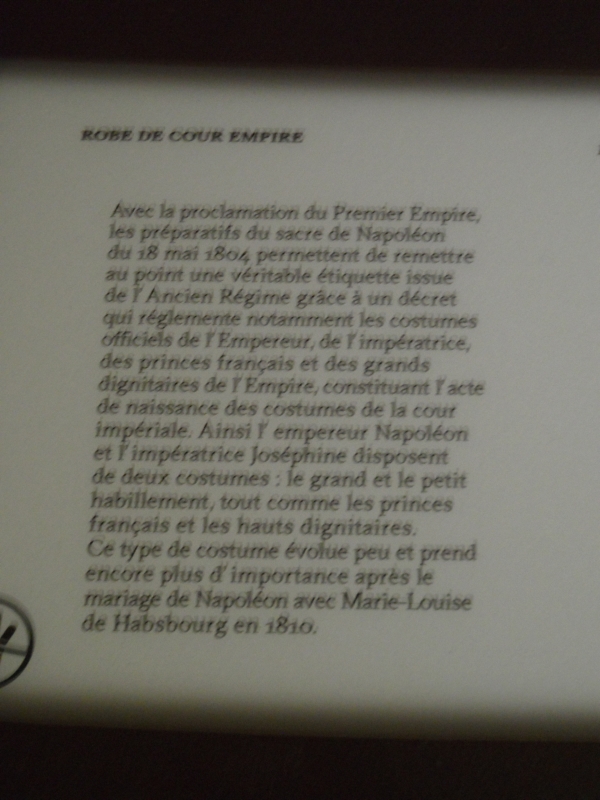 ROBE DE COUR EMPIRE
Avec la proclamation du Premier Empire,
les préparatifs du sacre de Napoléon
du 18 mai 1804 permettent de remettre
au point une véritable étiquette issue
de l'Ancien Régime grâce à un décret
qui réglemente notamment les costumes
officiels de l'Empereur, de l'impératrice,
des princes français et des grands
dignitaires de l'Empire, constituant l'acte
de naissance des costumes de la cour
impériale. Ainsi l' empereur Napoléon
et l'impératrice Joséphine disposent
de deux costumes : le grand et le petit
habillement, tout comme les princes
français et les hauts dignitaires.
Ce type de costume évolue peu et prend
encore plus d'importance après le
mariage de Napoléon avec Marie-Louise
de Habsbourg en 1810.